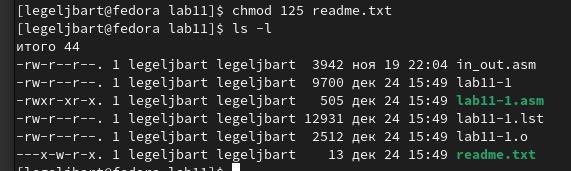 [legeljbart@fedora lab11]$ chmod 125 readme.txt
[legeljbart@fedora lab11]$ ls -l
итого 44
-rw-r--r--. 1 legeljbart legeljbart  3942 ноя 19 22:04 in_out.asm
-rw-r--r--. 1 legeljbart legeljbart  9700 дек 24 15:49 lab11-1
-rwxr-xr-x. 1 legeljbart legeljbart   505 дек 24 15:49 lab11-1.asm
-rw-r--r--. 1 legeljbart legeljbart 12931 дек 24 15:49 lab11-1.lst
-rw-r--r--. 1 legeljbart legeljbart  2512 дек 24 15:49 lab11-1.o
---x-w-r-x. 1 legeljbart legeljbart    13 дек 24 15:49 readme.txt
[legeljbart@fedora lab11]$